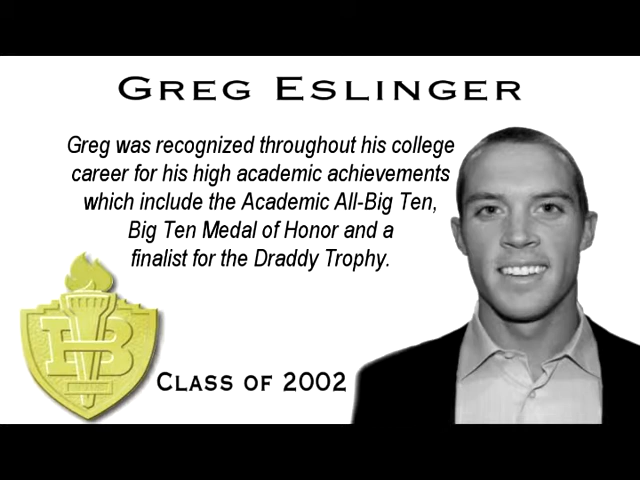 GREG ESLINGER
Greg was recognized throughout his college
career for his high academic achievements
which include the Academic All-Big Ten,
Big Ten Medal of Honor and a
finalist for the Draddy Trophy.
HB
CLASS OF 2002